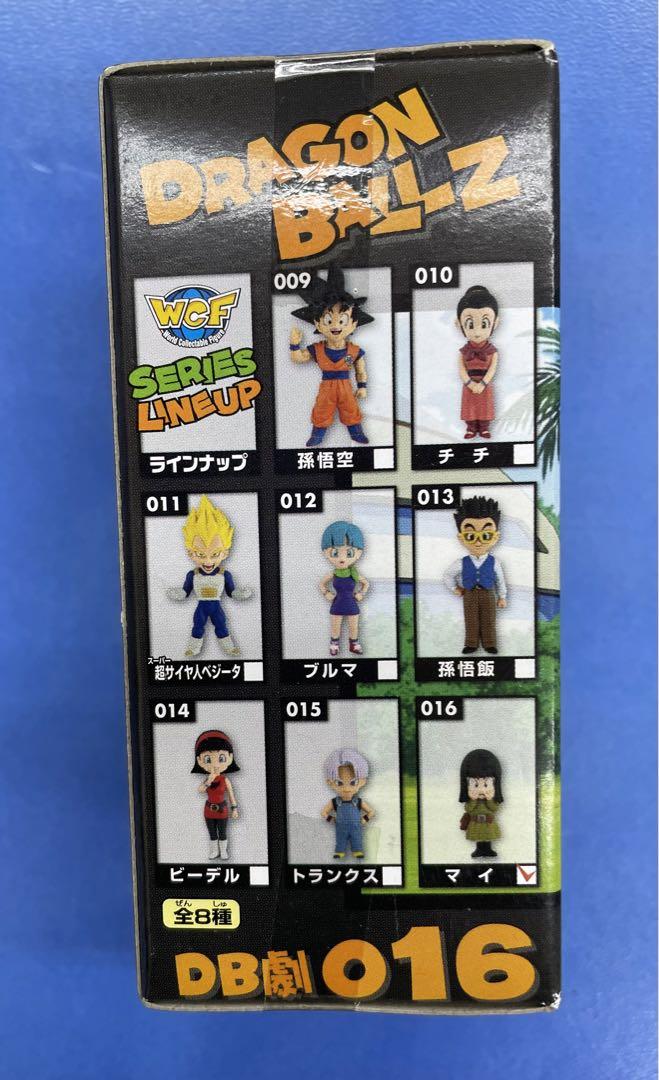 DRAGON
BALL Z
WCF
World Collectable Figure
SERIES
LINEUP
ラインナップ
009
孫悟空
010
チチ
011
スーパー
超サイヤ人ベジータ
012
ブルマ
013
孫悟飯
014
ビーデル
015
トランクス
016
マイ
ぜん しゅ
全8種
DB劇 016